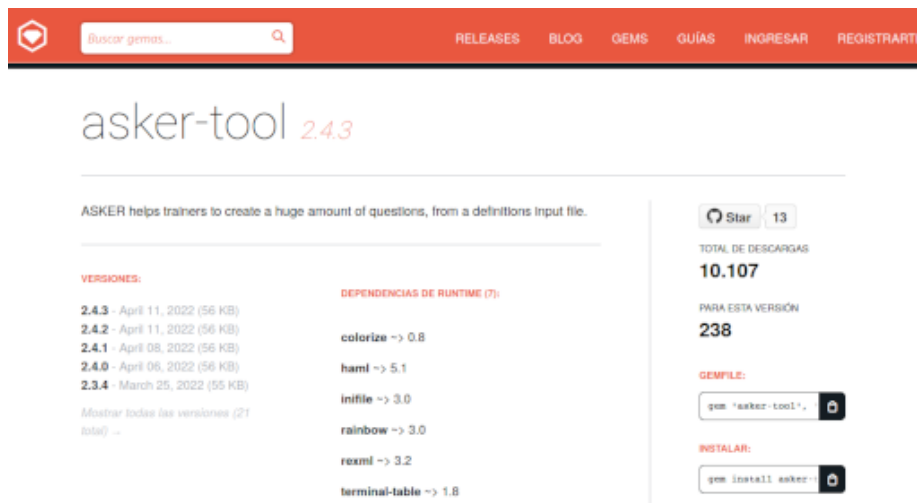 Buscar gemas...
RELEASES BLOG GEMS GUÍAS INGRESAR
asker-tool 2.4.3
ASKER helps trainers to create a huge amount of questions, from a definitions input file.
VERSIONES:
2.4.3 - April 11, 2022 (56 KB)
2.4.2 - April 11, 2022 (56 KB)
2.4.1 - April 08, 2022 (56 KB)
2.4.0 - April 06, 2022 (56 KB)
2.3.4 - March 25, 2022 (55 KB)
Mostrar todas las versiones (21
total) →
DEPENDENCIAS DE RUNTIME (7):
colorize ~> 0.8
haml ~> 5.1
inifile ~> 3.0
rainbow ~> 3.0
rexml ~> 3.2
terminal-table ~> 1.8
Star 13
TOTAL DE DESCARGAS
10.107
PARA ESTA VERSIÓN
238
GEMFILE:
gem 'asker-tool', '
INSTALAR:
gem install asker-